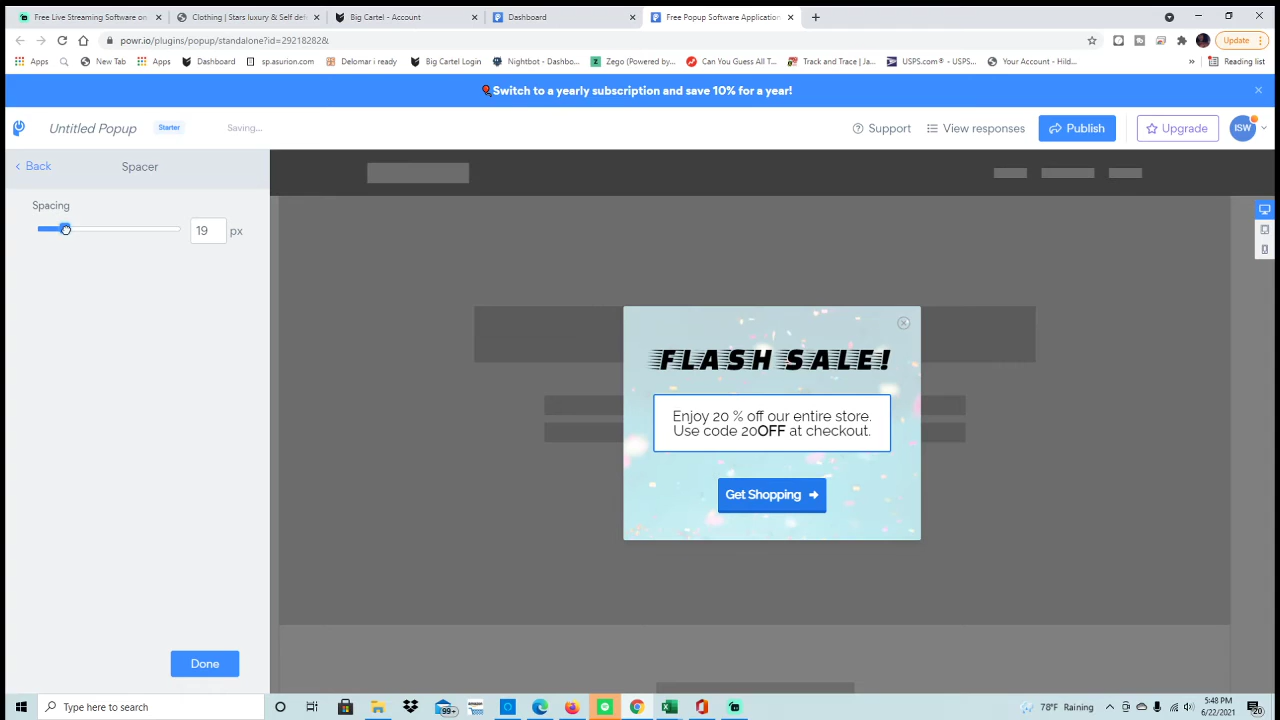 Free Live Streaming Software on
Clothing | Stars luxury & Self def
Big Cartel - Account
Dashboard
Free Popup Software Application
powr.io/plugins/popup/standalone?id=29218282&
Update
Apps
New Tab
Apps
Dashboard
sp.asurion.com
Delomar i ready
Big Cartel Login
Nightbot - Dashbo...
Zego (Powered by...
Can You Guess All T...
Track and Trace | Ja...
USPS.com® - USPS...
Your Account - Hild...
»
Reading list
Switch to a yearly subscription and save 10% for a year!
Untitled Popup
Starter
Saving...
Support
View responses
Publish
Upgrade
ISW
Back
Spacer
Spacing
19 px
FLASH SALE!
Enjoy 20 % off our entire store.
Use code 20OFF at checkout.
Get Shopping
Done
Type here to search
99+
amazon
78°F Raining
5:48 PM
6/22/2021
20